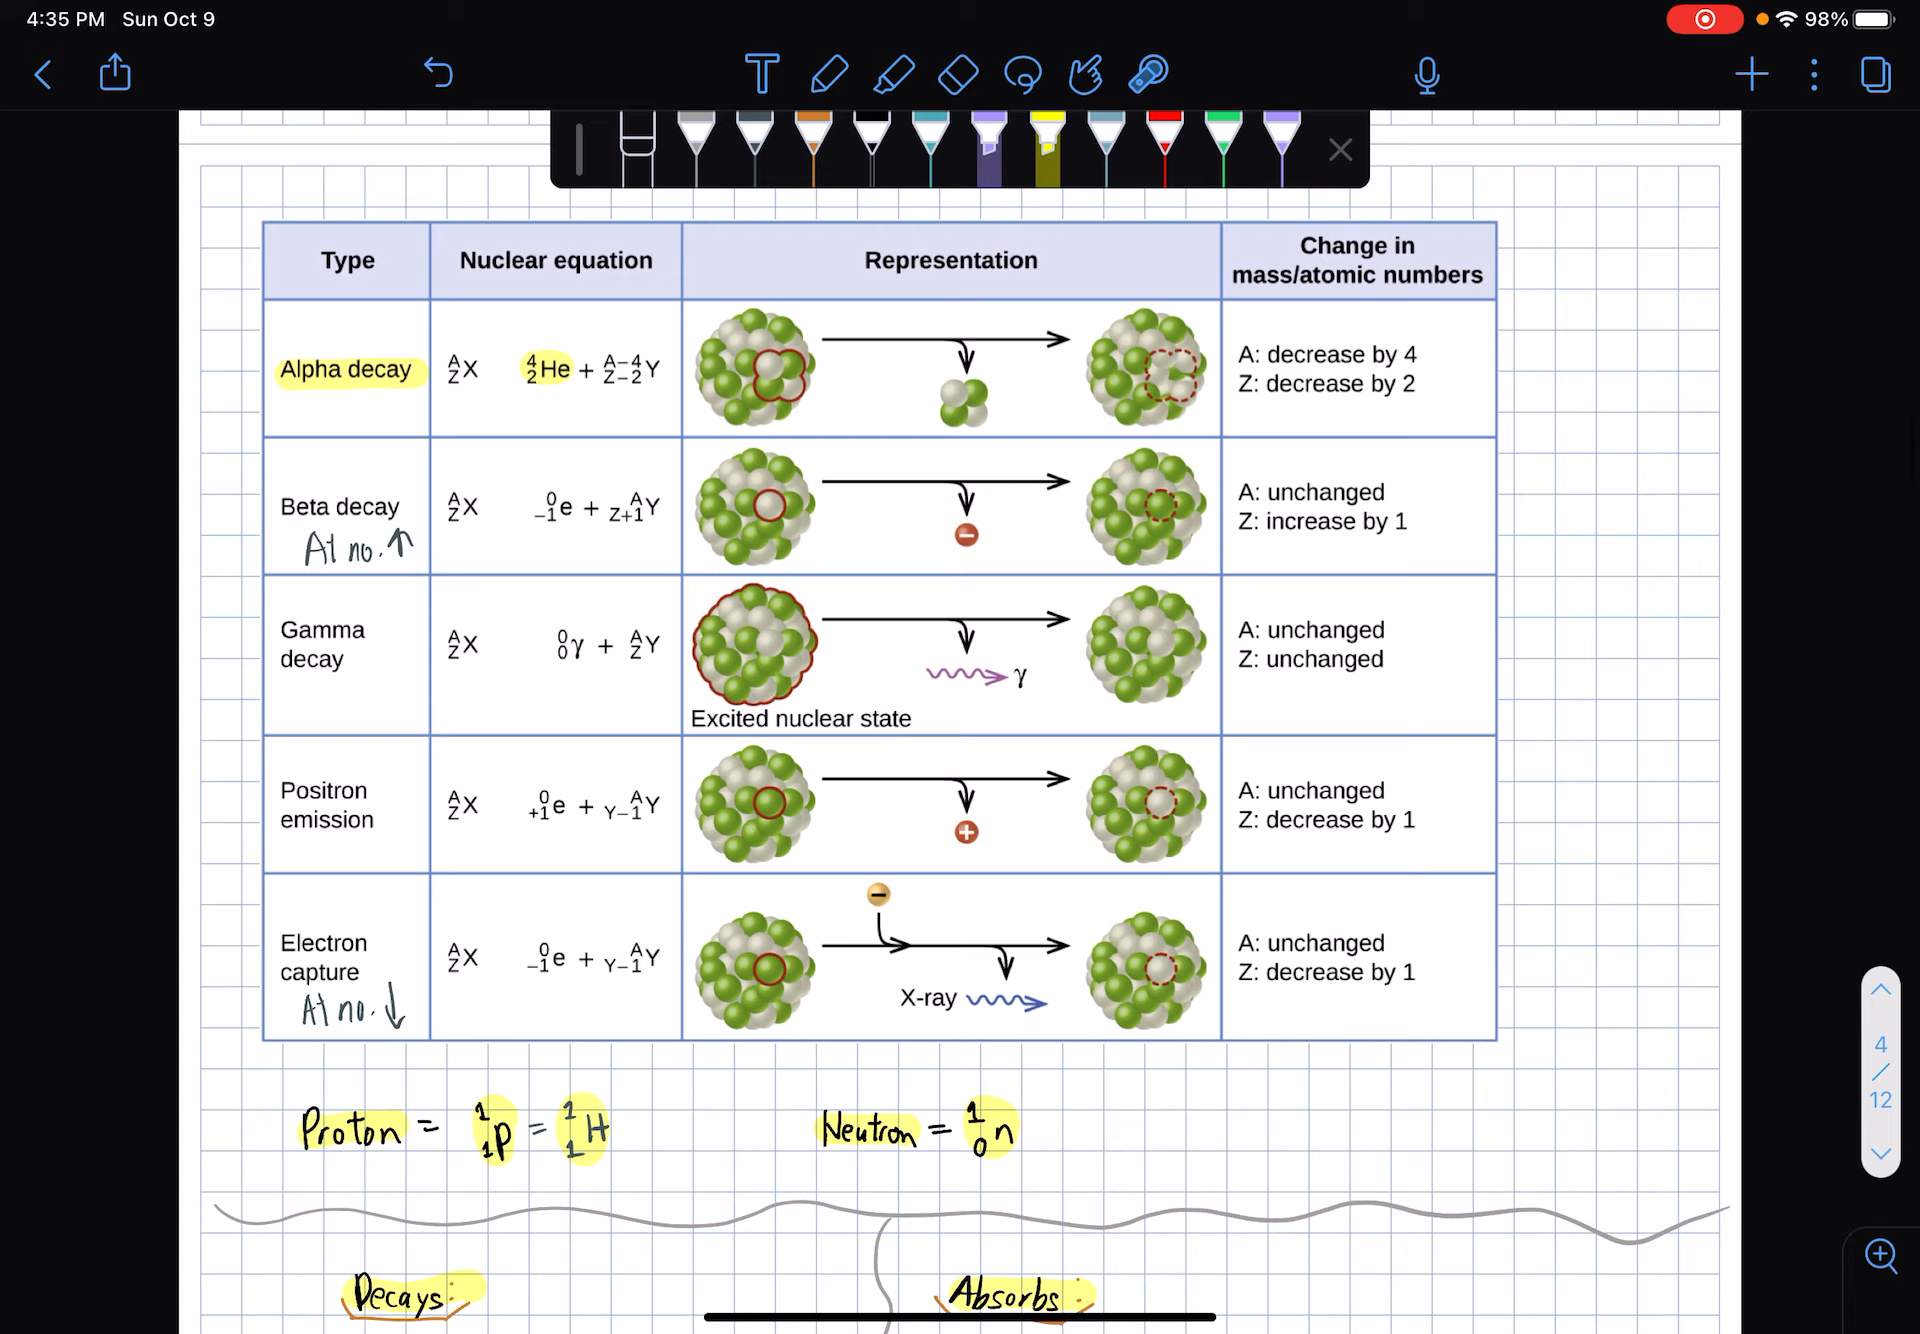 4:35 PM Sun Oct 9
98%
T
Type
Nuclear equation
Representation
Change in
mass/atomic numbers
Alpha decay
A Z X 4 2 He + A–4 Z–2 Y
A: decrease by 4
Z: decrease by 2
Beta decay
At no. ↑
A Z X 0 –1 e + A Z+1 Y
−
A: unchanged
Z: increase by 1
Gamma
decay
A Z X 0 0 γ + A Z Y
γ
Excited nuclear state
A: unchanged
Z: unchanged
Positron
emission
A Z X 0 +1 e + A Y–1 Y
+
A: unchanged
Z: decrease by 1
Electron
capture
At no. ↓
A Z X 0 –1 e + A Y–1 Y
−
X-ray
A: unchanged
Z: decrease by 1
Proton = 1 1 p = 1 1 H
Neutron = 1 0 n
Decays:
Absorbs:
4
/
12